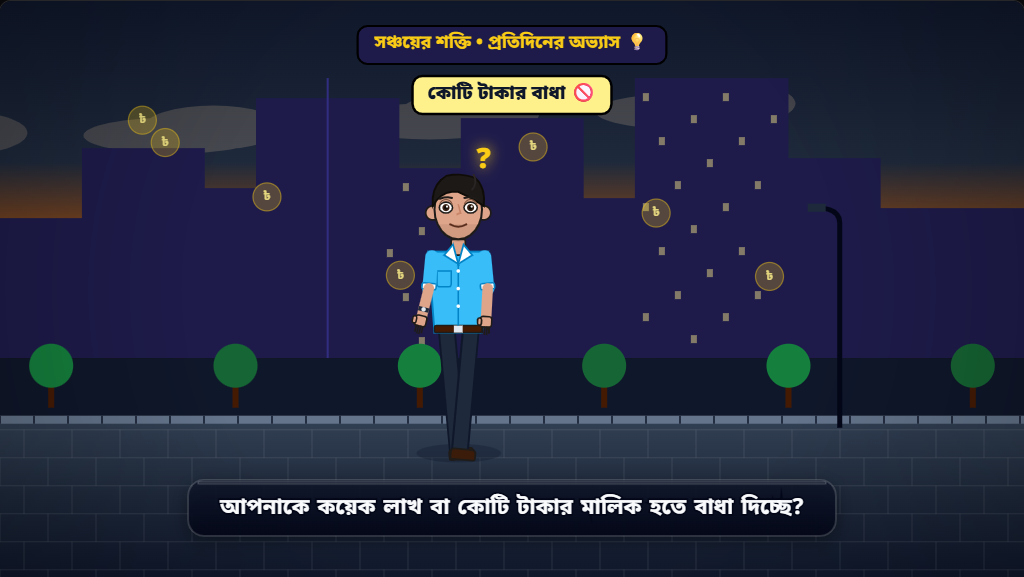 সঞ্চয়ের শক্তি • প্রতিদিনের অভ্যাস 💡
কোটি টাকার বাধা 🚫
?
৳
৳
৳
৳
৳
৳
৳
আপনাকে কয়েক লাখ বা কোটি টাকার মালিক হতে বাধা দিচ্ছে?